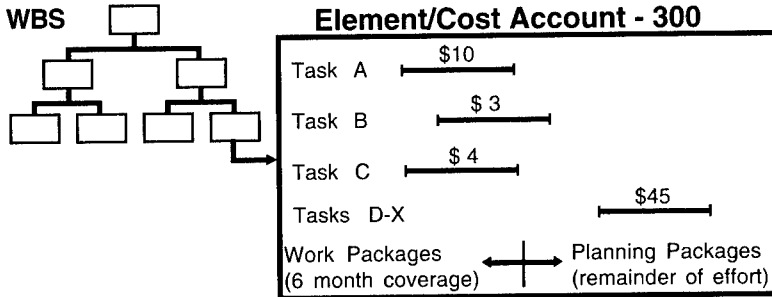 WBS
Element/Cost Account - 300
Task A
$10
Task B
$ 3
Task C
$ 4
Tasks D-X
$45
Work Packages
(6 month coverage)
Planning Packages
(remainder of effort)